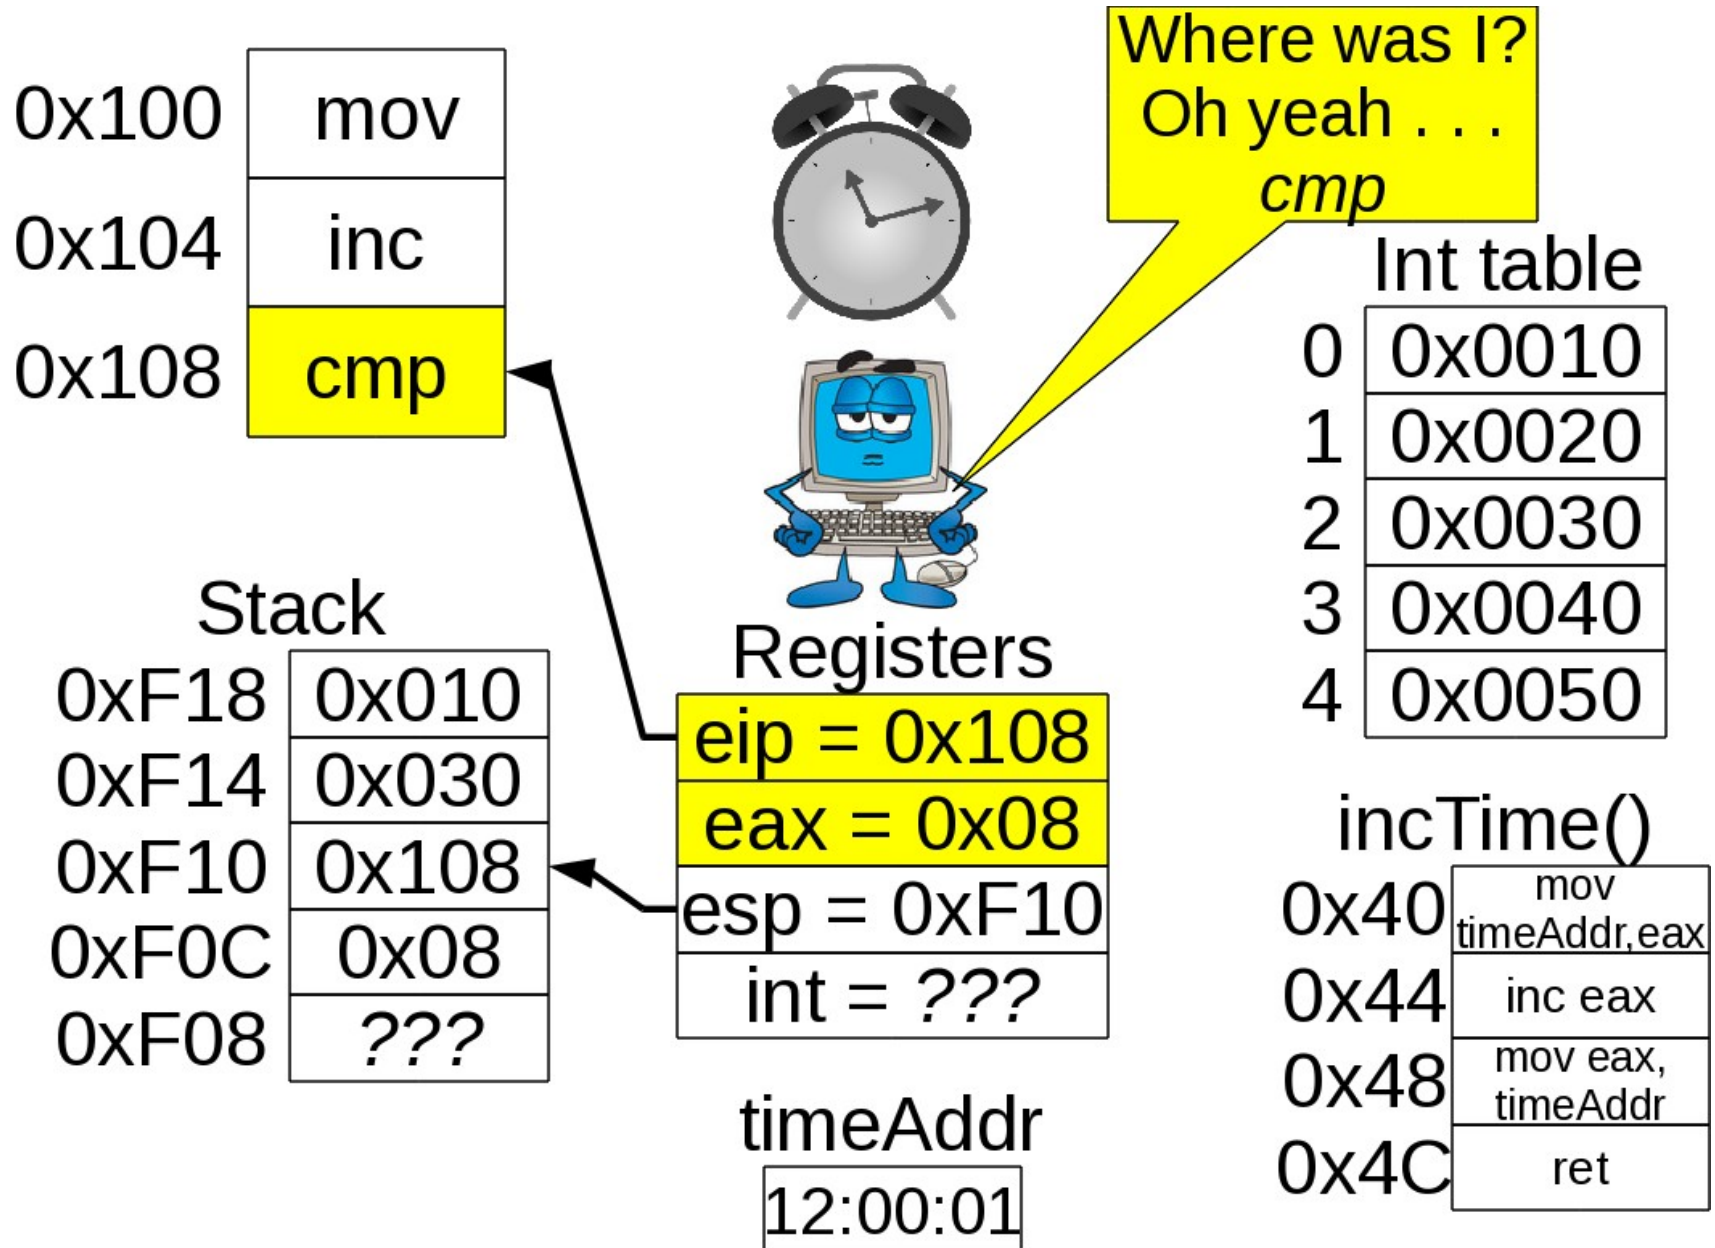 Where was I?
Oh yeah . . .
cmp
0x100 mov
0x104 inc
0x108 cmp
Int table
0 0x0010
1 0x0020
2 0x0030
3 0x0040
4 0x0050
Stack
0xF18 0x010
0xF14 0x030
0xF10 0x108
0xF0C 0x08
0xF08 ???
Registers
eip = 0x108
eax = 0x08
esp = 0xF10
int = ???
timeAddr
12:00:01
incTime()
0x40 mov
timeAddr,eax
0x44 inc eax
0x48 mov eax,
timeAddr
0x4C ret